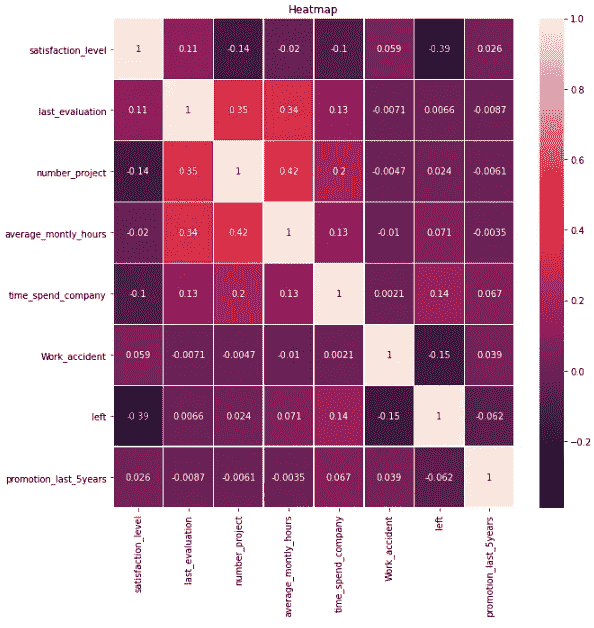 Heatmap
satisfaction_level 1 0.11 -0.14 -0.02 -0.1 0.059 -0.39 0.026
last_evaluation 0.11 1 0.35 0.34 0.13 -0.0071 0.0066 -0.0087
number_project -0.14 0.35 1 0.42 0.2 -0.0047 0.024 -0.0061
average_montly_hours -0.02 0.34 0.42 1 0.13 -0.01 0.071 -0.0035
time_spend_company -0.1 0.13 0.2 0.13 1 0.0021 0.14 0.067
Work_accident 0.059 -0.0071 -0.0047 -0.01 0.0021 1 -0.15 0.039
left -0.39 0.0066 0.024 0.071 0.14 -0.15 1 -0.062
promotion_last_5years 0.026 -0.0087 -0.0061 -0.0035 0.067 0.039 -0.062 1
satisfaction_level
last_evaluation
number_project
average_montly_hours
time_spend_company
Work_accident
left
promotion_last_5years
1.0
0.8
0.6
0.4
0.2
0.0
−0.2